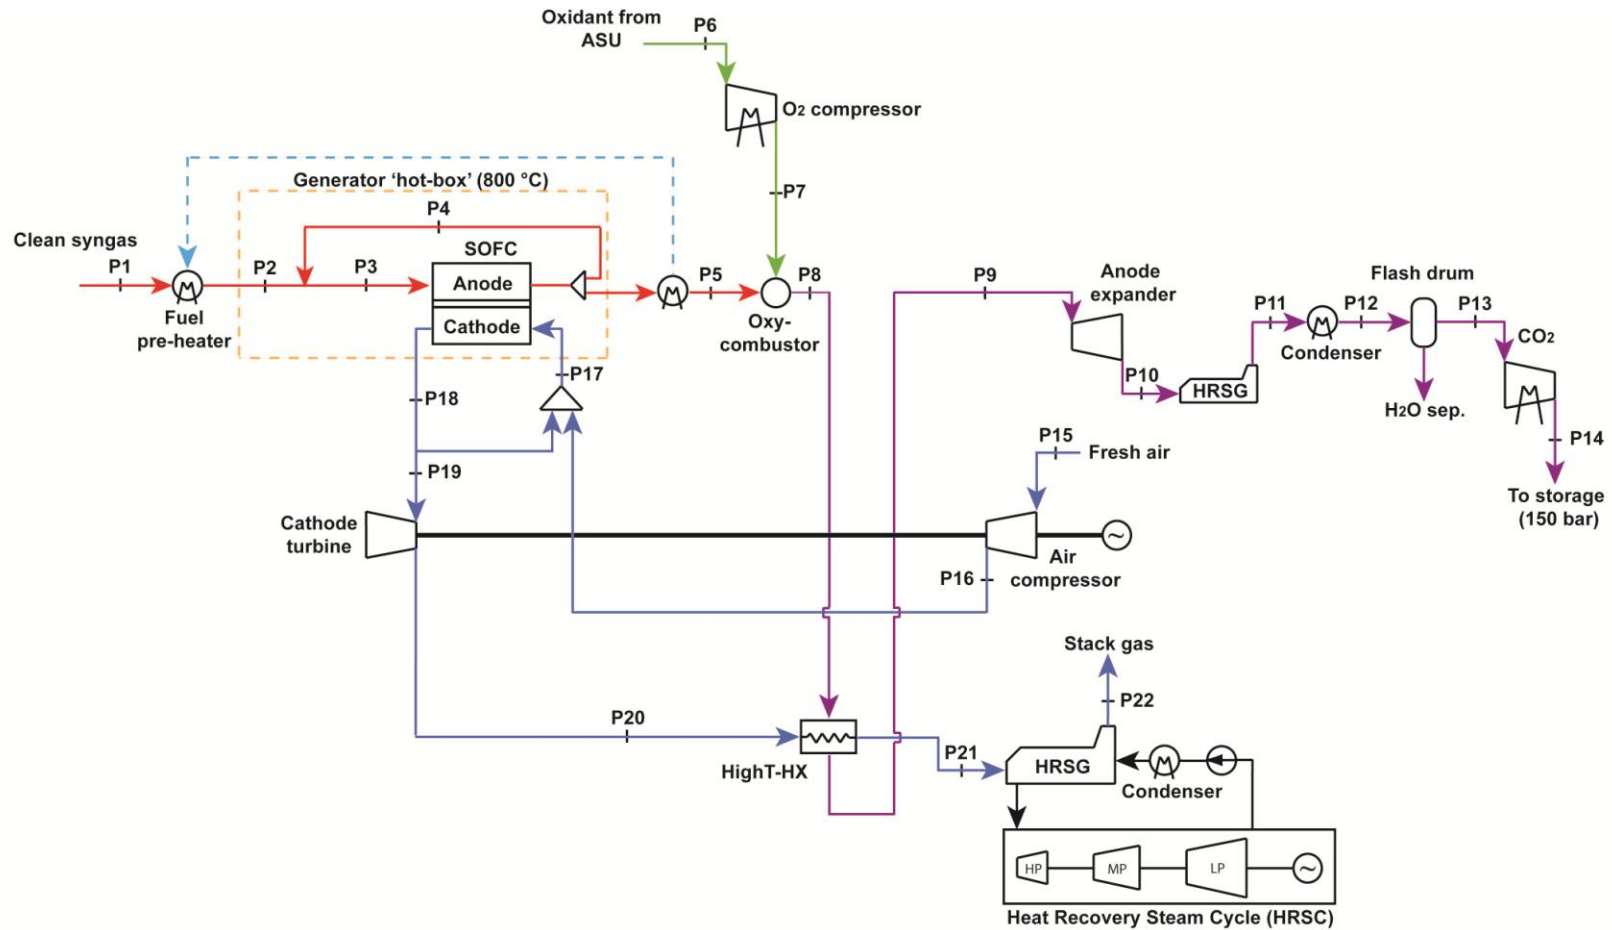 Oxidant from
ASU
P6
O2 compressor
P7
Generator ‘hot-box’ (800 °C)
P4
Clean syngas
P1
P2
P3
SOFC
Anode
Cathode
P5
P8
Fuel
pre-heater
Oxy-
combustor
P17
P18
P19
P9
Anode
expander
P10
HRSG
P11
Condenser
P12
Flash drum
P13
H2O sep.
CO2
P14
To storage
(150 bar)
P15
Fresh air
Cathode
turbine
Air
compressor
~
P16
P20
HighT-HX
P21
Stack gas
P22
HRSG
Condenser
HP
MP
LP
~
Heat Recovery Steam Cycle (HRSC)